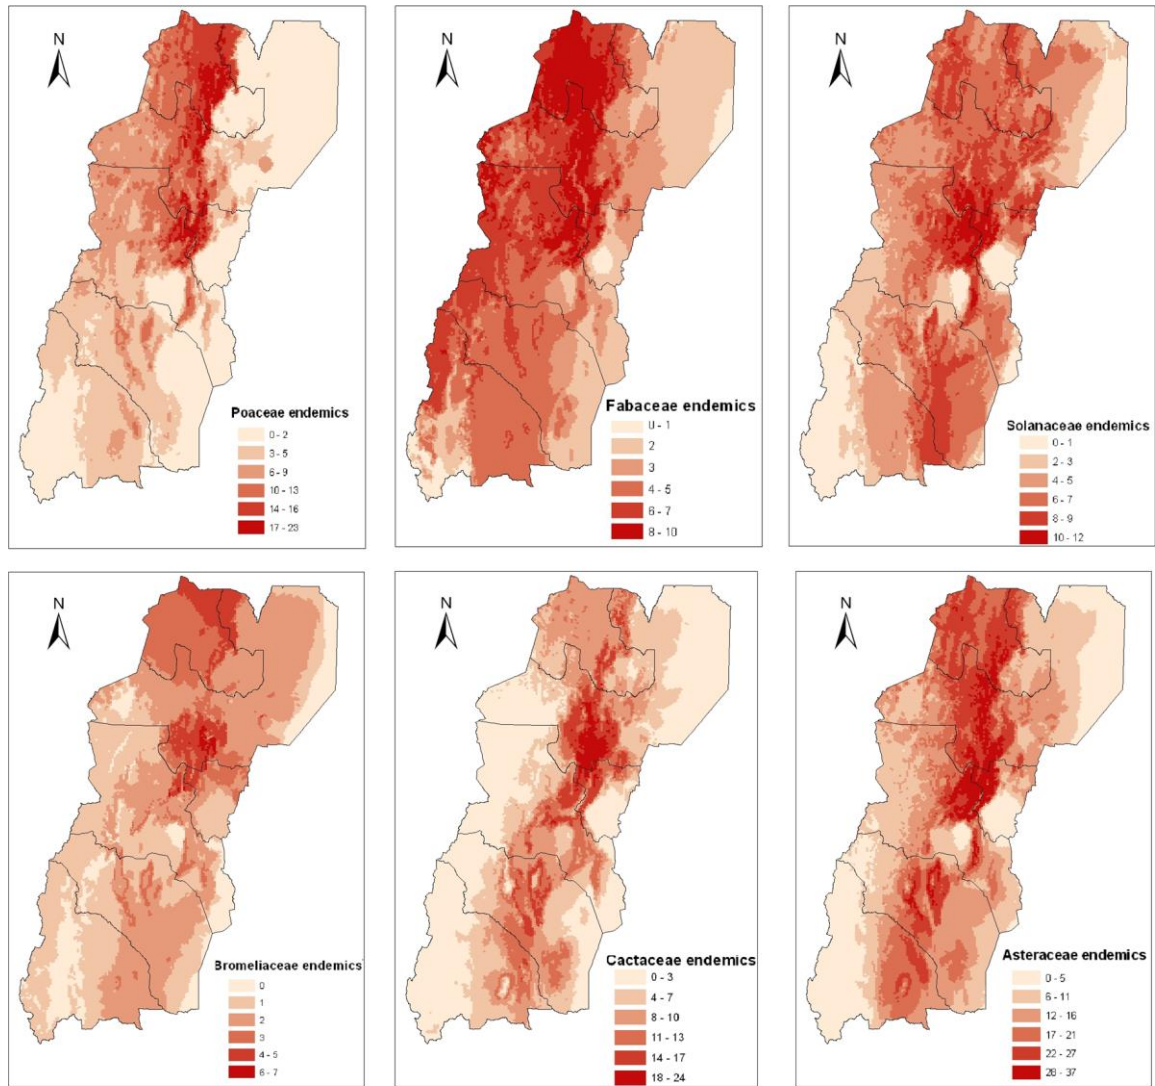 N
N
N
Poaceae endemics
0 - 2
3 - 5
6 - 9
10 - 13
14 - 16
17 - 23
Fabaceae endemics
0 - 1
2
3
4 - 5
6 - 7
8 - 10
Solanaceae endemics
0 - 1
2 - 3
4 - 5
6 - 7
8 - 9
10 - 12
N
N
N
Bromeliaceae endemics
0
1
2
3
4 - 5
6 - 7
Cactaceae endemics
0 - 3
4 - 7
8 - 10
11 - 13
14 - 17
18 - 24
Asteraceae endemics
0 - 5
6 - 11
12 - 16
17 - 21
22 - 27
28 - 37